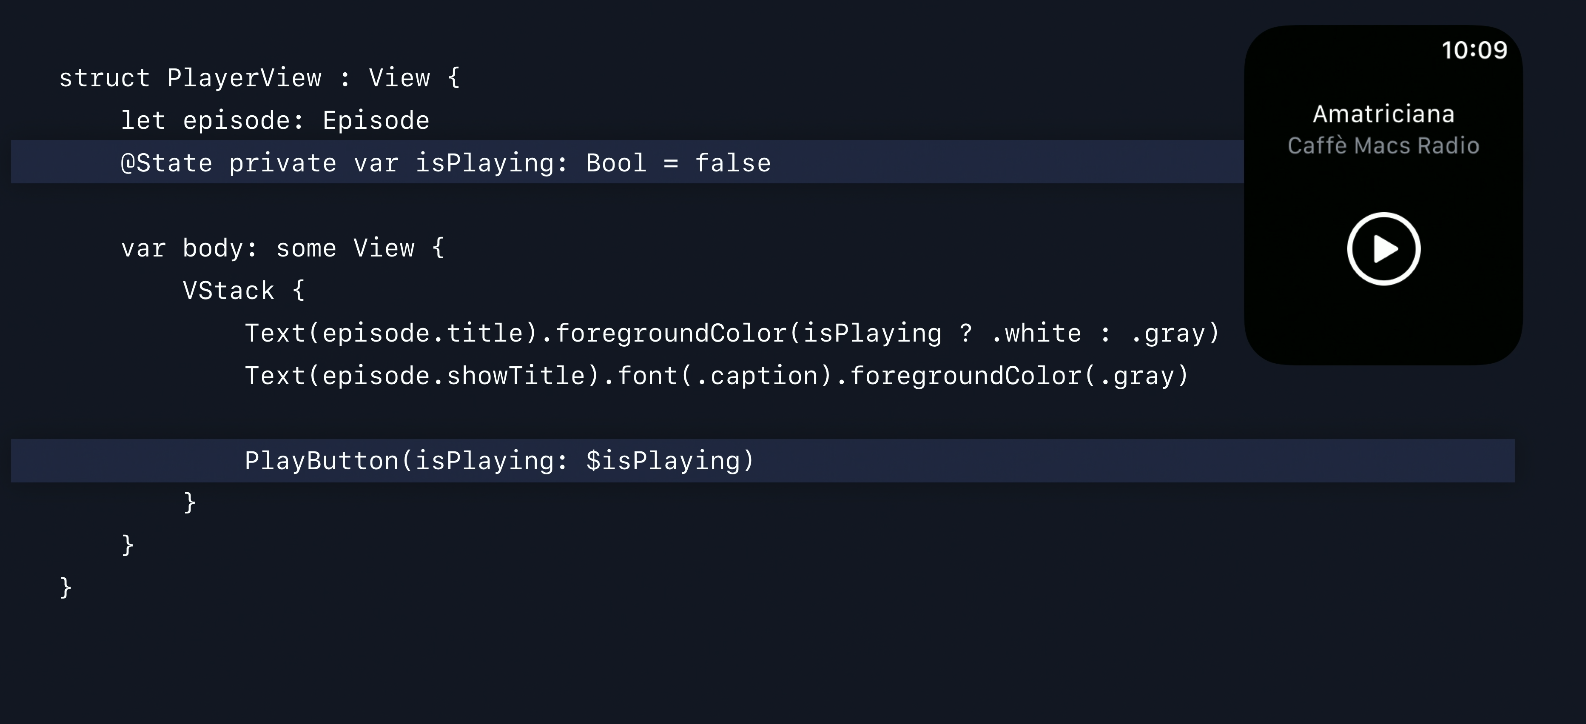 struct PlayerView : View {
    let episode: Episode
    @State private var isPlaying: Bool = false

    var body: some View {
        VStack {
            Text(episode.title).foregroundColor(isPlaying ? .white : .gray)
            Text(episode.showTitle).font(.caption).foregroundColor(.gray)

            PlayButton(isPlaying: $isPlaying)
        }
    }
}
10:09
Amatriciana
Caffè Macs Radio